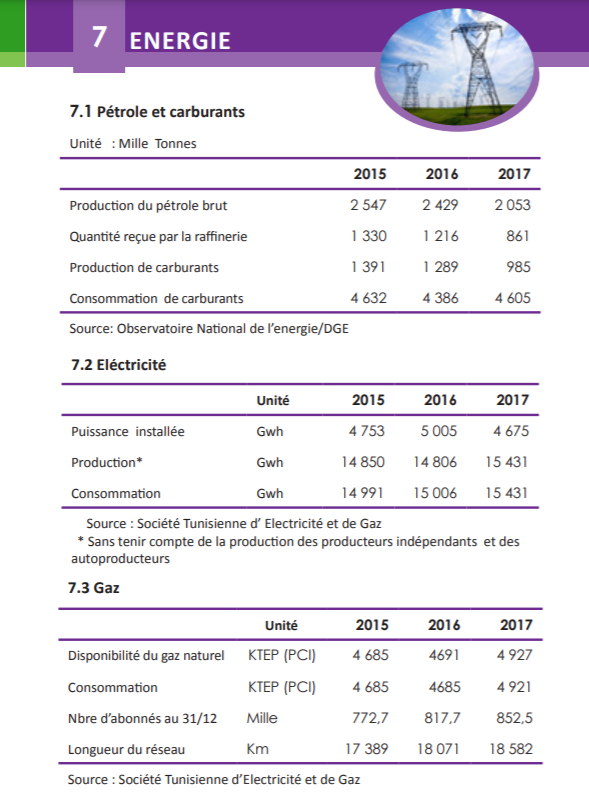 7 ENERGIE
7.1 Pétrole et carburants
Unité : Mille Tonnes
2015 2016 2017
Production du pétrole brut 2 547 2 429 2 053
Quantité reçue par la raffinerie 1 330 1 216 861
Production de carburants 1 391 1 289 985
Consommation de carburants 4 632 4 386 4 605
Source: Observatoire National de l'energie/DGE
7.2 Eléctricité
Unité 2015 2016 2017
Puissance installée Gwh 4 753 5 005 4 675
Production* Gwh 14 850 14 806 15 431
Consommation Gwh 14 991 15 006 15 431
Source : Société Tunisienne d' Electricité et de Gaz
* Sans tenir compte de la production des producteurs indépendants et des
autoproducteurs
7.3 Gaz
Unité 2015 2016 2017
Disponibilité du gaz naturel KTEP (PCI) 4 685 4691 4 927
Consommation KTEP (PCI) 4 685 4685 4 921
Nbre d'abonnés au 31/12 Mille 772,7 817,7 852,5
Longueur du réseau Km 17 389 18 071 18 582
Source : Société Tunisienne d'Electricité et de Gaz